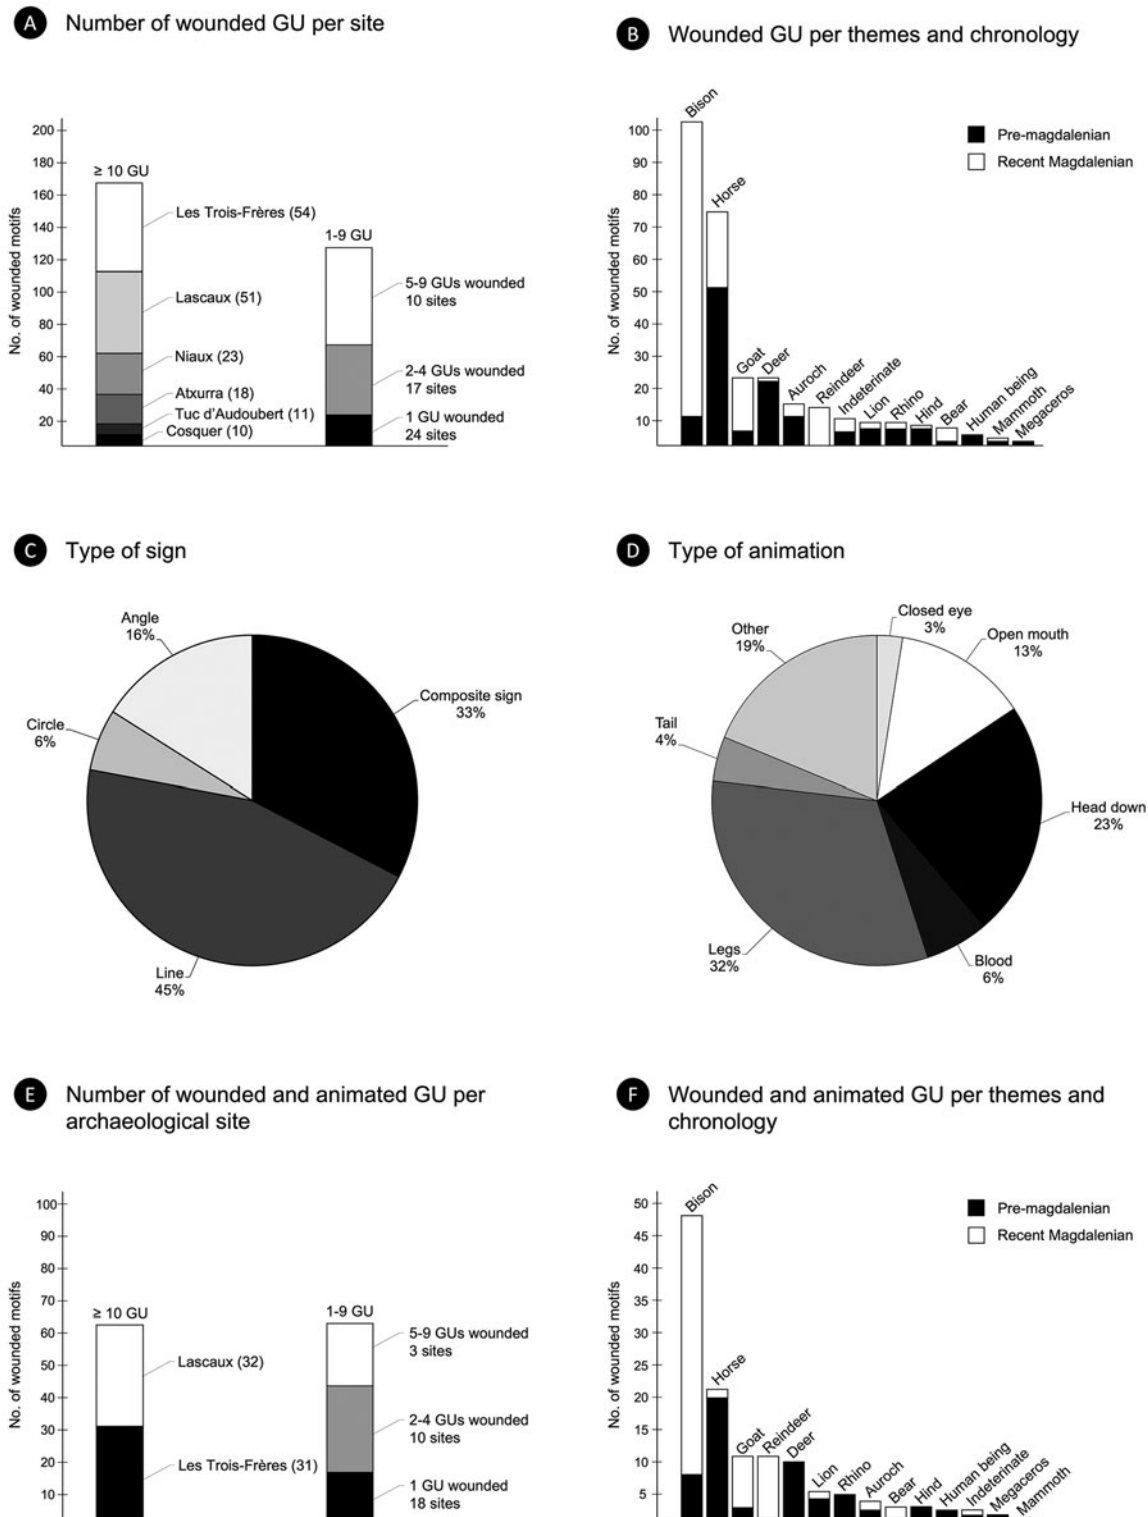 A Number of wounded GU per site
No. of wounded motifs
200
180
160
140
120
100
80
60
40
20
≥ 10 GU
Les Trois-Frères (54)
Lascaux (51)
Niaux (23)
Atxurra (18)
Tuc d'Audoubert (11)
Cosquer (10)
1-9 GU
5-9 GUs wounded
10 sites
2-4 GUs wounded
17 sites
1 GU wounded
24 sites
B Wounded GU per themes and chronology
No. of wounded motifs
100
90
80
70
60
50
40
30
20
10
Bison
Horse
Goat
Deer
Auroch
Reindeer
Indeterinate
Lion
Rhino
Hind
Bear
Human being
Mammoth
Megaceros
Pre-magdalenian
Recent Magdalenian
C Type of sign
Angle
16%
Composite sign
33%
Circle
6%
Line
45%
D Type of animation
Closed eye
3%
Open mouth
13%
Other
19%
Tail
4%
Head down
23%
Legs
32%
Blood
6%
E Number of wounded and animated GU per
archaeological site
No. of wounded motifs
100
90
80
70
60
50
40
30
20
10
≥ 10 GU
Lascaux (32)
Les Trois-Frères (31)
1-9 GU
5-9 GUs wounded
3 sites
2-4 GUs wounded
10 sites
1 GU wounded
18 sites
F Wounded and animated GU per themes and
chronology
No. of wounded motifs
50
45
40
35
30
25
20
15
10
5
Bison
Horse
Goat
Reindeer
Deer
Lion
Rhino
Auroch
Bear
Hind
Human being
Indeterinate
Megaceros
Mammoth
Pre-magdalenian
Recent Magdalenian